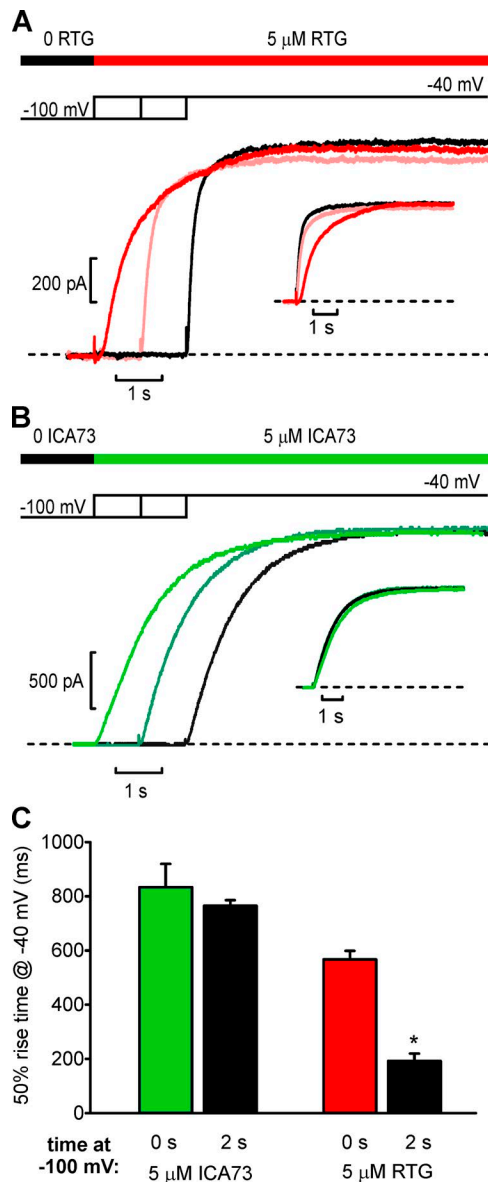 A
0 RTG 5 μM RTG
-40 mV
-100 mV
200 pA
1 s
1 s
B
0 ICA73 5 μM ICA73
-40 mV
-100 mV
500 pA
1 s
1 s
C
50% rise time @ -40 mV (ms)
1000
800
600
400
200
0
*
time at -100 mV:
0 s 2 s 0 s 2 s
5 μM ICA73 5 μM RTG